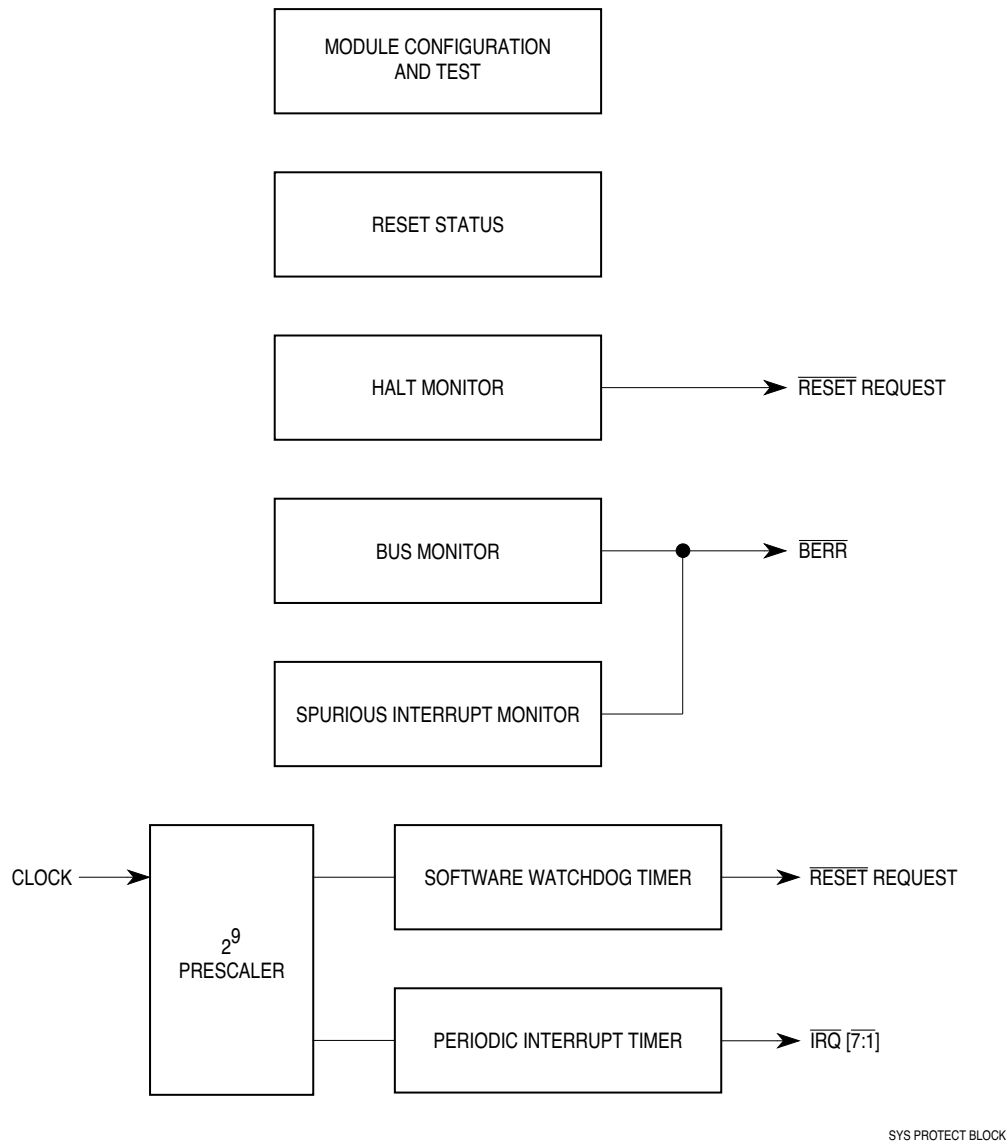 MODULE CONFIGURATION
AND TEST
RESET STATUS
HALT MONITOR
RESET REQUEST
BUS MONITOR
BERR
SPURIOUS INTERRUPT MONITOR
CLOCK
2^9
PRESCALER
SOFTWARE WATCHDOG TIMER
RESET REQUEST
PERIODIC INTERRUPT TIMER
IRQ [7:1]
SYS PROTECT BLOCK